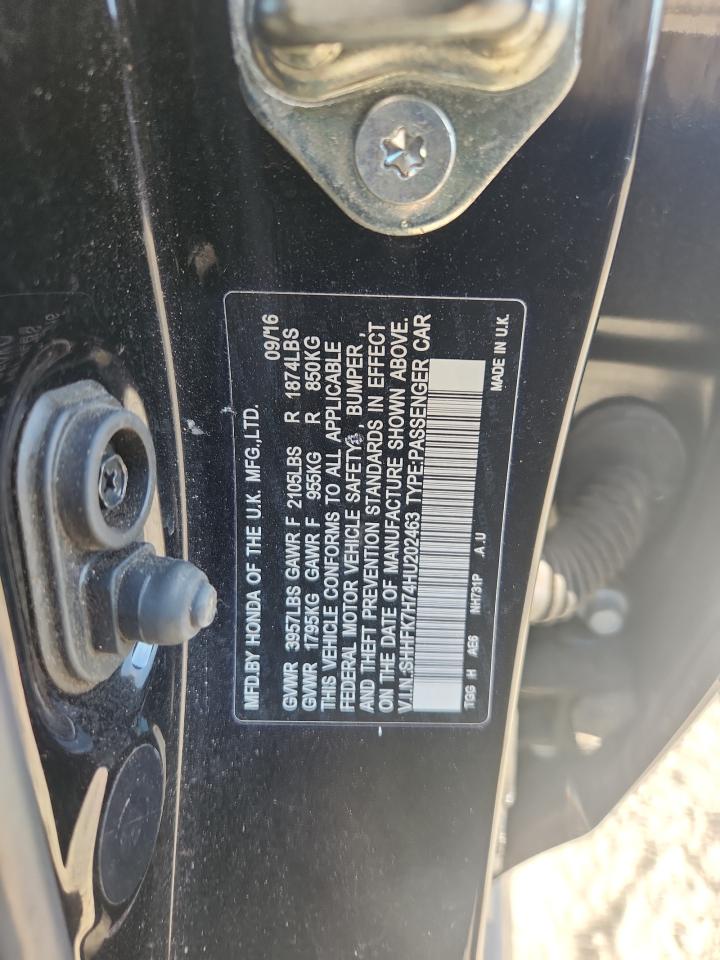 MFD.BY HONDA OF THE U.K. MFG.,LTD. 09/16
GVWR 3957LBS GAWR F 2105LBS R 1874LBS
GVWR 1795KG GAWR F 955KG R 850KG
THIS VEHICLE CONFORMS TO ALL APPLICABLE
FEDERAL MOTOR VEHICLE SAFETY, BUMPER,
AND THEFT PREVENTION STANDARDS IN EFFECT
ON THE DATE OF MANUFACTURE SHOWN ABOVE.
V.I.N.:SHHFK7H74HU202463 TYPE:PASSENGER CAR
TGG H AE6 NH731P .A .U
MADE IN U.K.